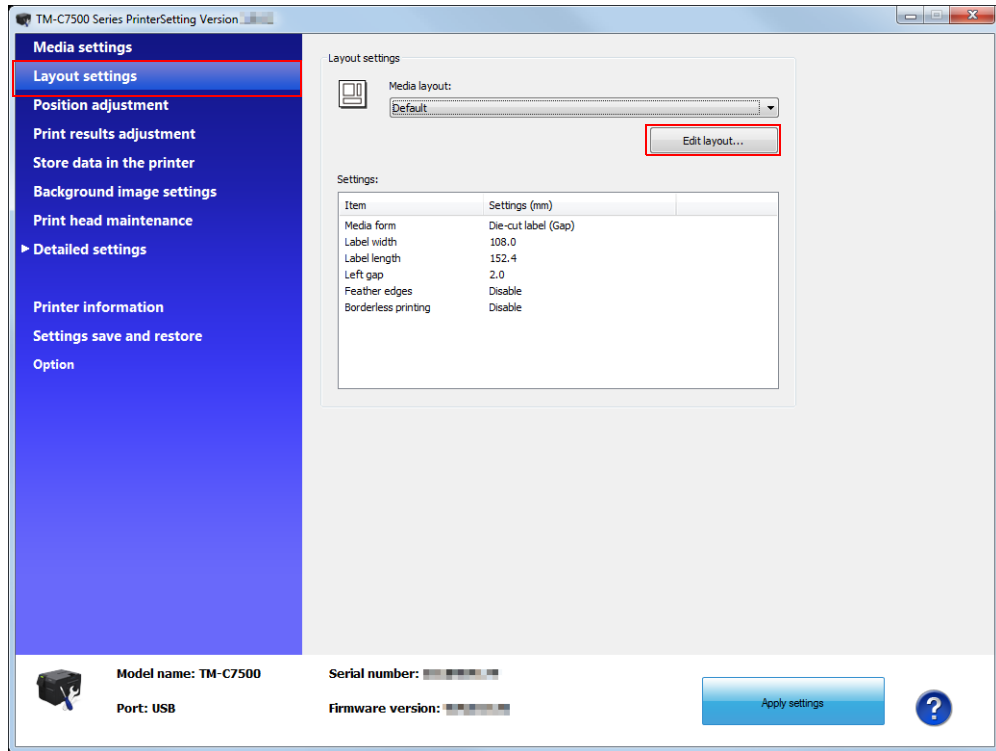 TM-C7500 Series PrinterSetting Version
Media settings
Layout settings
Position adjustment
Print results adjustment
Store data in the printer
Background image settings
Print head maintenance
Detailed settings
Printer information
Settings save and restore
Option
Layout settings
Media layout:
Default
Edit layout...
Settings:
Item Settings (mm)
Media form Die-cut label (Gap)
Label width 108.0
Label length 152.4
Left gap 2.0
Feather edges Disable
Borderless printing Disable
Model name: TM-C7500 Serial number:
Port: USB Firmware version:
Apply settings
?